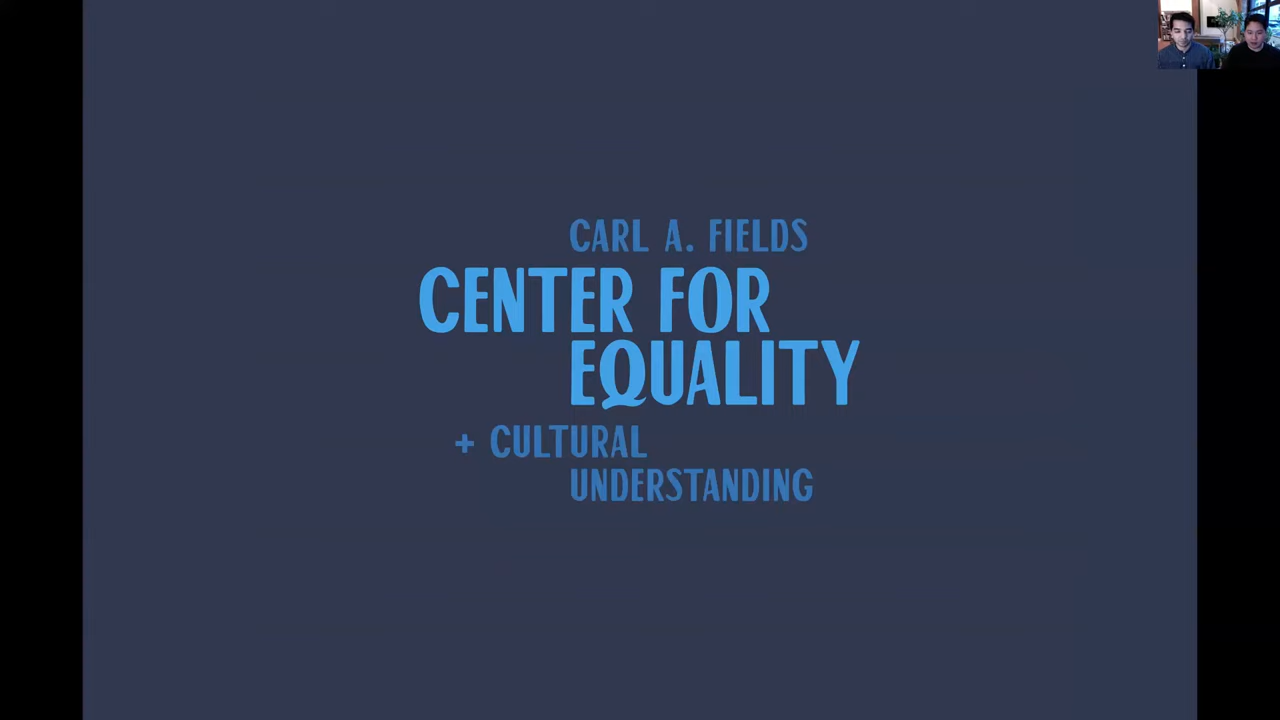 CARL A. FIELDS
CENTER FOR
EQUALITY
+ CULTURAL
UNDERSTANDING